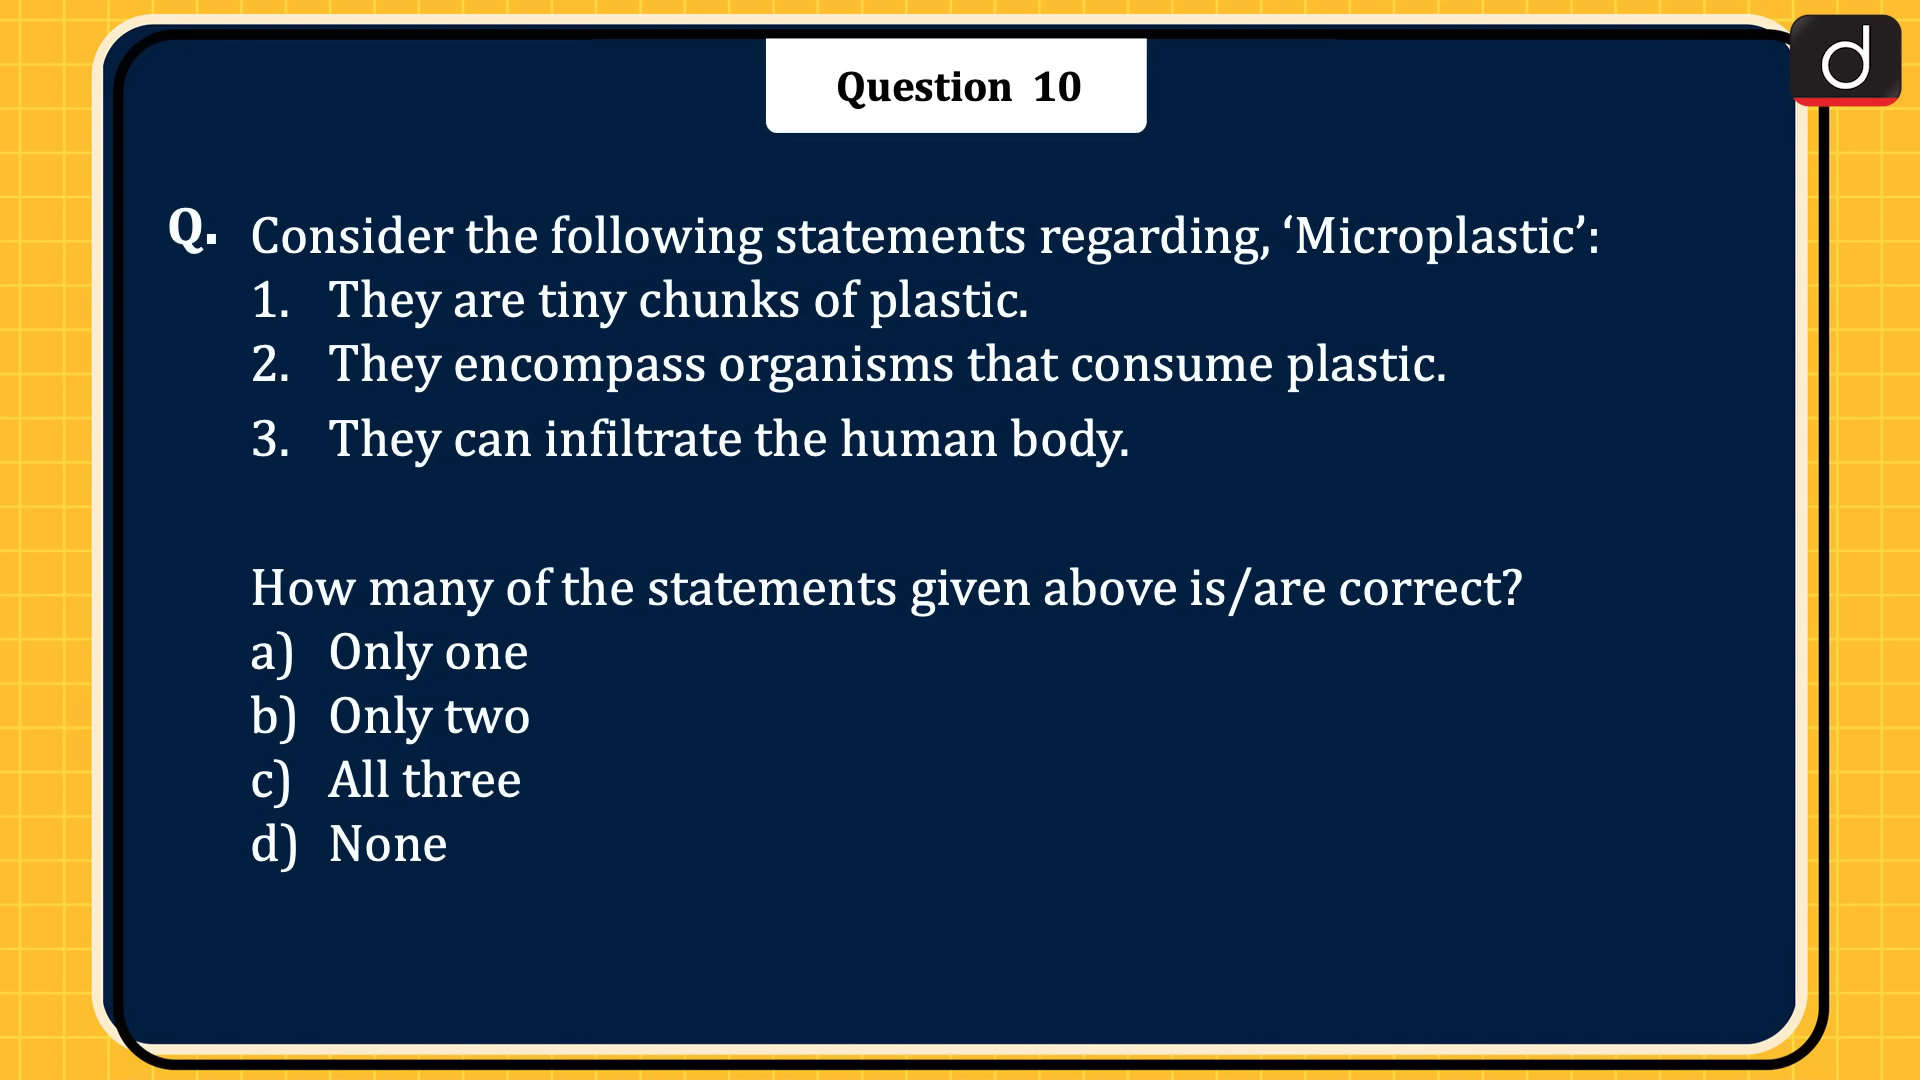 Question 10
d
Q. Consider the following statements regarding, ‘Microplastic’:
1. They are tiny chunks of plastic.
2. They encompass organisms that consume plastic.
3. They can infiltrate the human body.
How many of the statements given above is/are correct?
a) Only one
b) Only two
c) All three
d) None